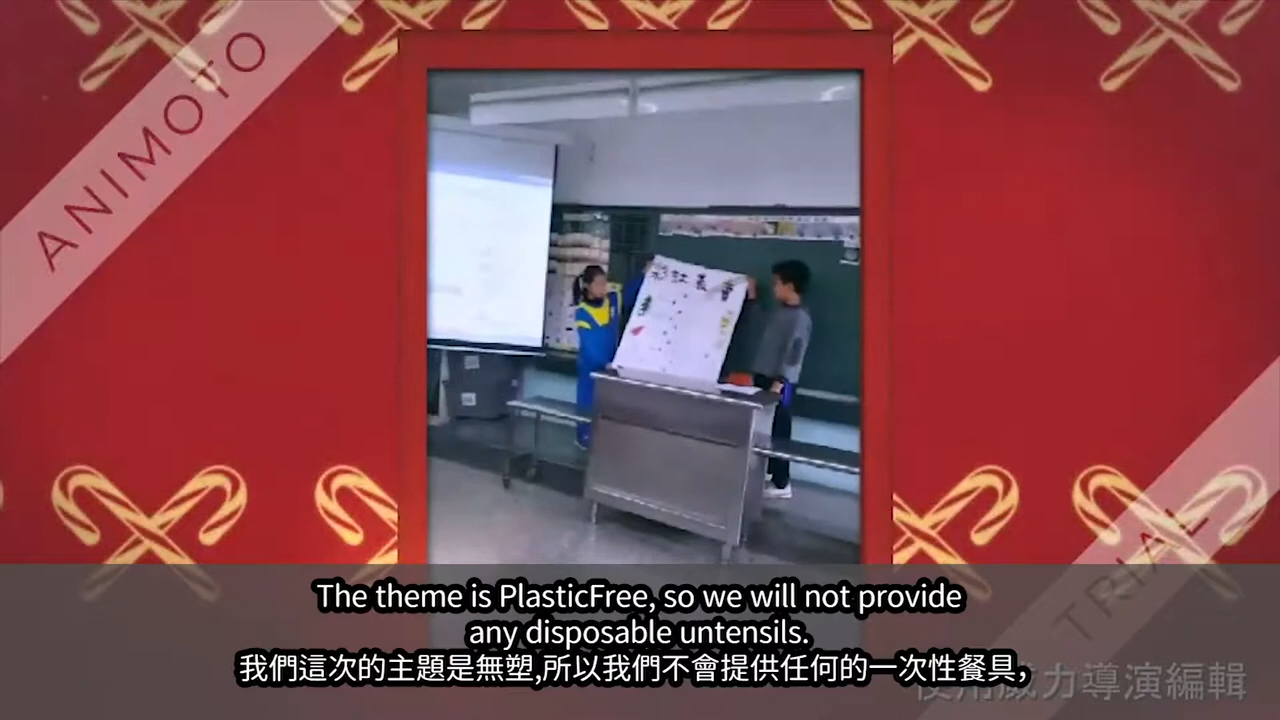 ANIMOTO
The theme is PlasticFree, so we will not provide
any disposable untensils.
我們這次的主題是無塑,所以我們不會提供任何的一次性餐具,
TRIAL
使用威力導演編輯